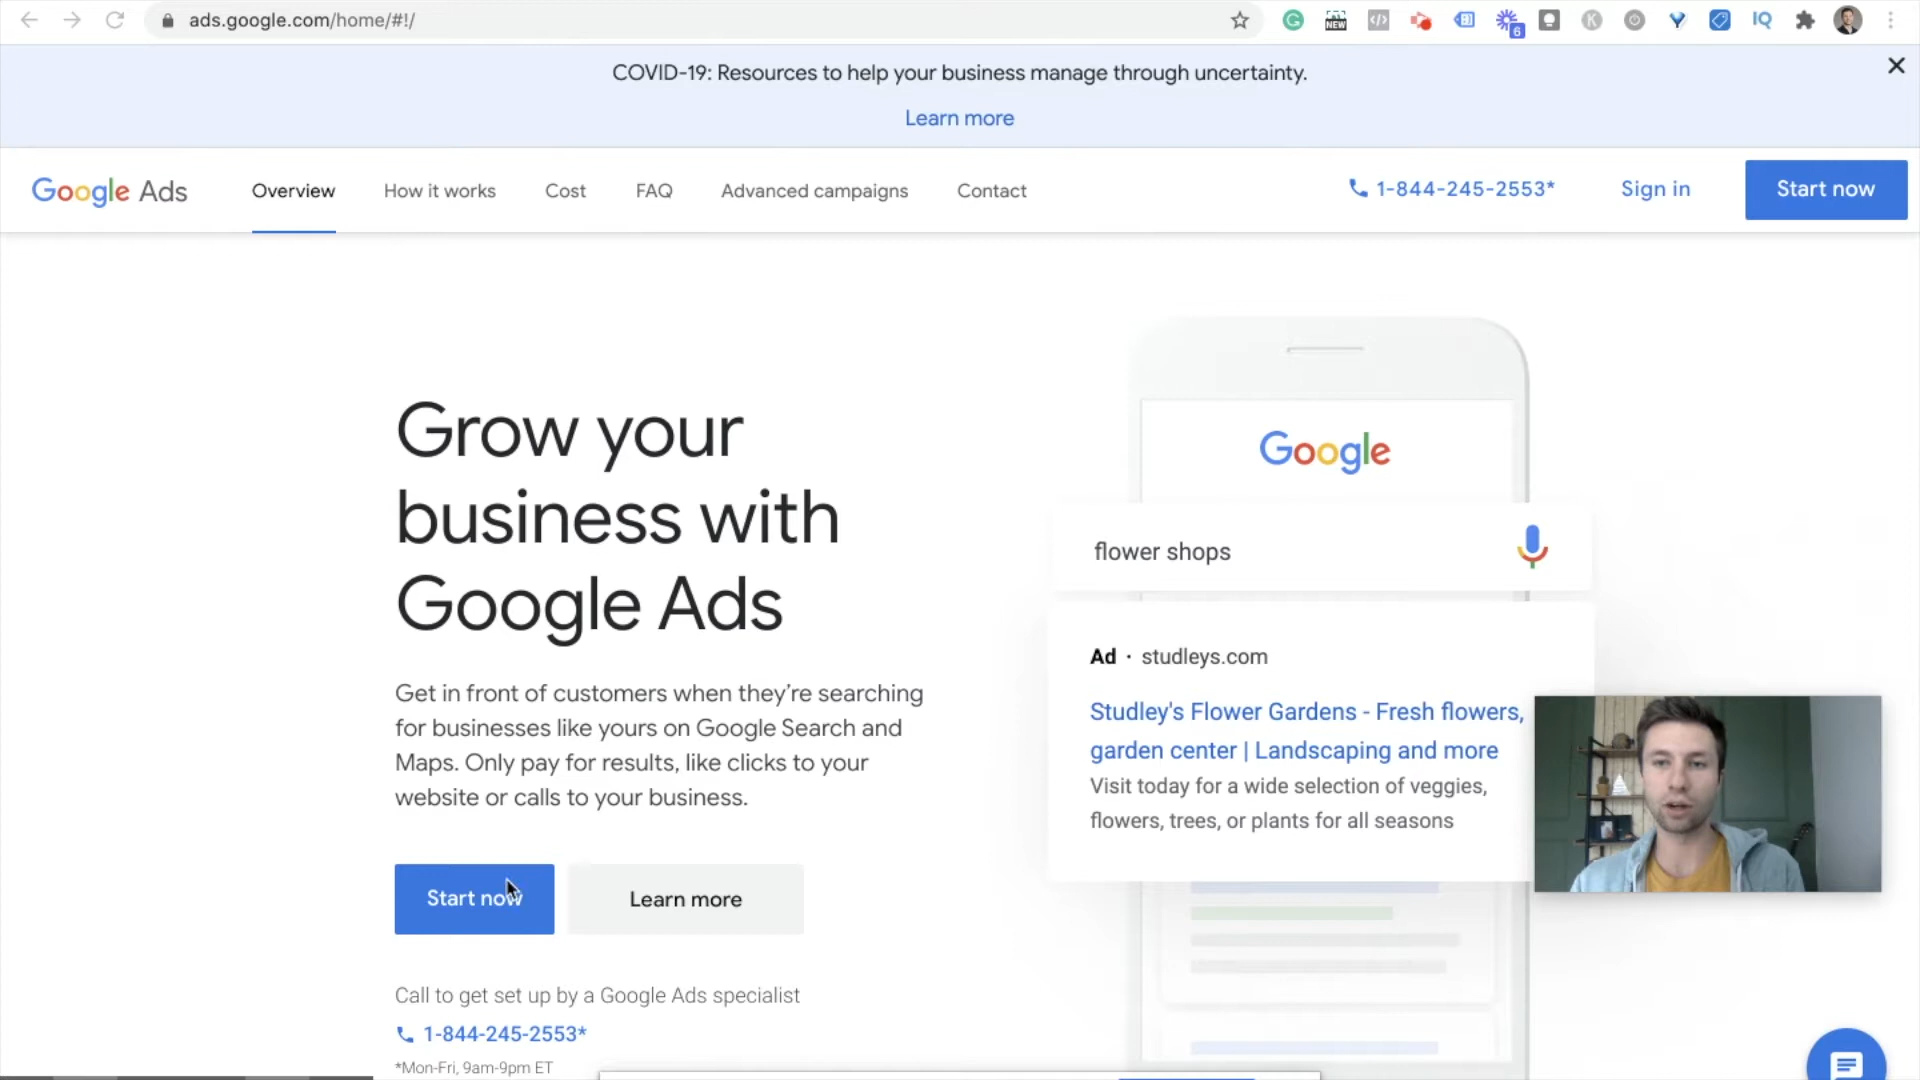 ads.google.com/home/#!/
NEW
6
K
IQ
COVID-19: Resources to help your business manage through uncertainty.
Learn more
Google Ads
Overview
How it works
Cost
FAQ
Advanced campaigns
Contact
1-844-245-2553*
Sign in
Start now
Grow your
business with
Google Ads
Get in front of customers when they’re searching
for businesses like yours on Google Search and
Maps. Only pay for results, like clicks to your
website or calls to your business.
Start now
Learn more
Call to get set up by a Google Ads specialist
1-844-245-2553*
*Mon-Fri, 9am-9pm ET
Google
flower shops
Ad · studleys.com
Studley's Flower Gardens - Fresh flowers,
garden center | Landscaping and more
Visit today for a wide selection of veggies,
flowers, trees, or plants for all seasons